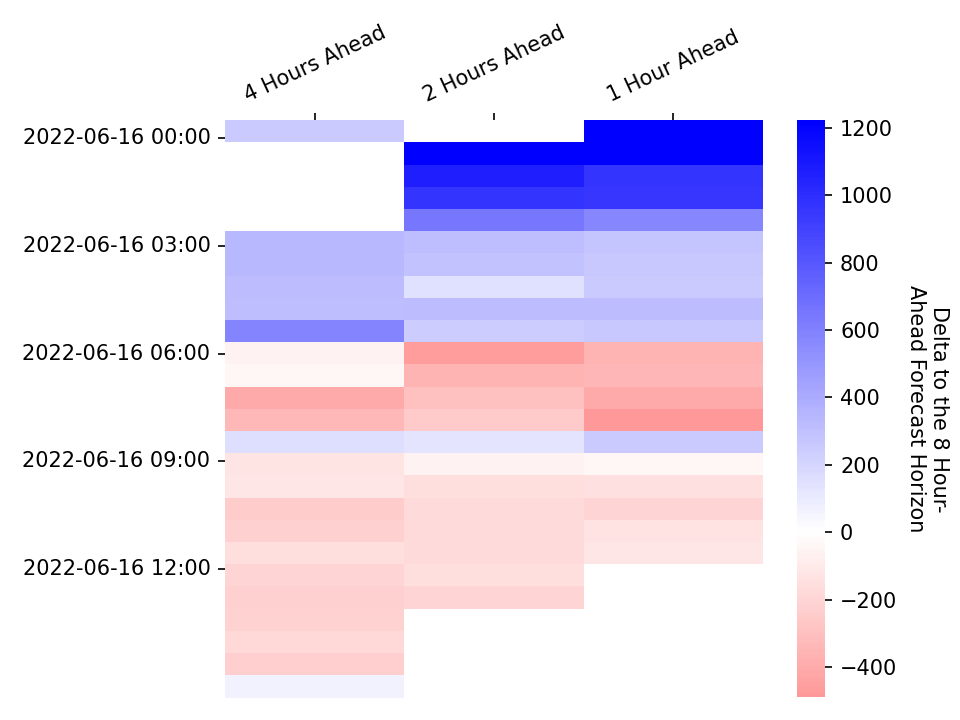 4 Hours Ahead
2 Hours Ahead
1 Hour Ahead
2022-06-16 00:00
2022-06-16 03:00
2022-06-16 06:00
2022-06-16 09:00
2022-06-16 12:00
1200
1000
800
600
400
200
0
−200
−400
Delta to the 8 Hour-
Ahead Forecast Horizon